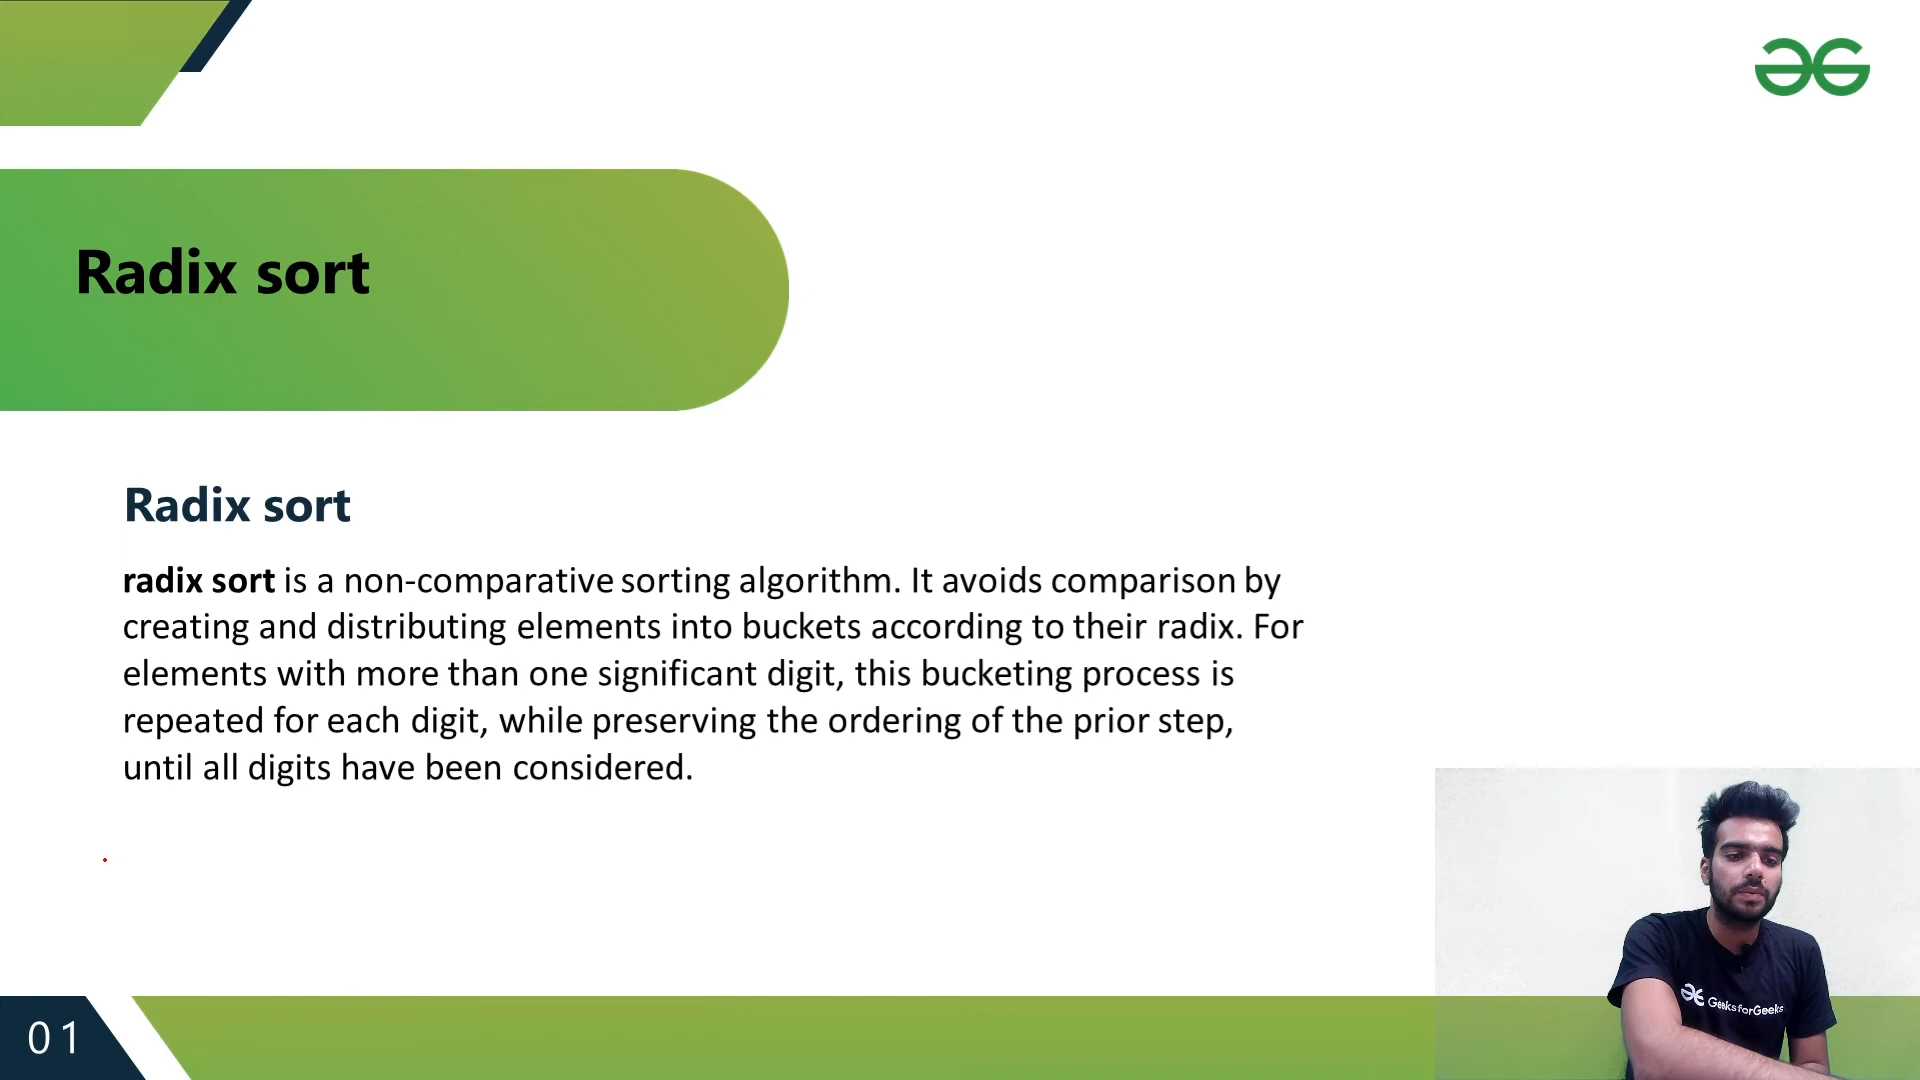 Radix sort
Radix sort
radix sort is a non-comparative sorting algorithm. It avoids comparison by
creating and distributing elements into buckets according to their radix. For
elements with more than one significant digit, this bucketing process is
repeated for each digit, while preserving the ordering of the prior step,
until all digits have been considered.
GeeksforGeeks
01